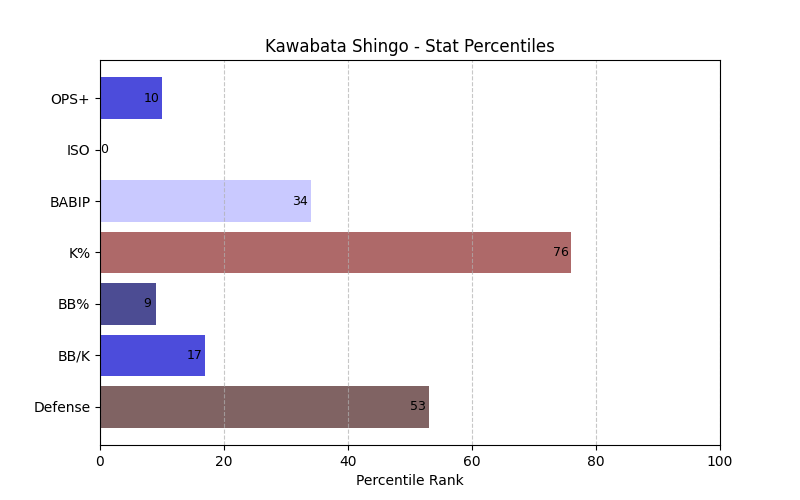 Kawabata Shingo - Stat Percentiles
OPS+ 10
ISO 0
BABIP 34
K% 76
BB% 9
BB/K 17
Defense 53
0 20 40 60 80 100
Percentile Rank